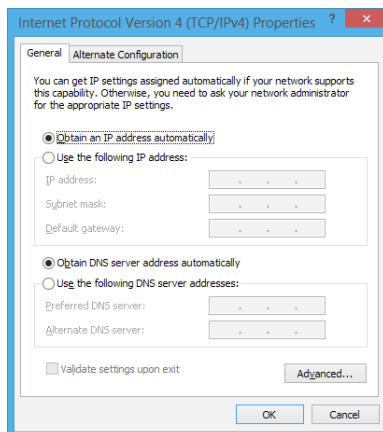 Internet Protocol Version 4 (TCP/IPv4) Properties ? ×
General Alternate Configuration
You can get IP settings assigned automatically if your network supports
this capability. Otherwise, you need to ask your network administrator
for the appropriate IP settings.
Obtain an IP address automatically
Use the following IP address:
IP address: . . .
Subnet mask: . . .
Default gateway: . . .
Obtain DNS server address automatically
Use the following DNS server addresses:
Preferred DNS server: . . .
Alternate DNS server: . . .
Validate settings upon exit
Advanced...
OK Cancel